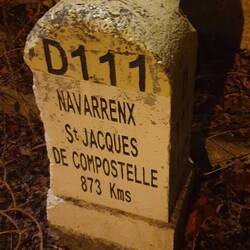 D111
NAVARRENX
St JACQUES
DE COMPOSTELLE
873 Kms